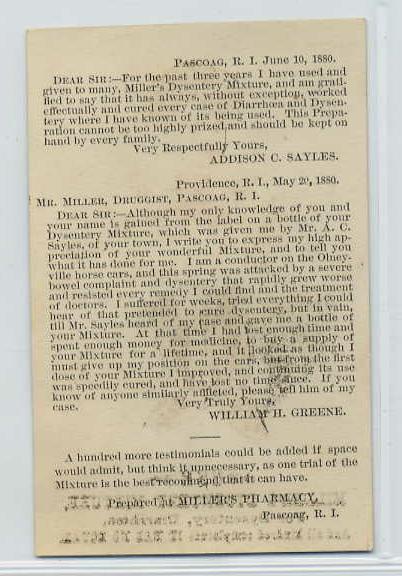 PASCOAG, R. I. June 10, 1880.
DEAR SIR:—For the past three years I have used and
given to many, Miller's Dysentery Mixture, and am grati-
fied to say that it has always, without exception, worked
effectually and cured every case of Diarrhœa and Dysen-
tery where I have known of its being used. This Prepa-
ration cannot be too highly prized and should be kept on
hand by every family.
Very Respectfully Yours,
ADDISON C. SAYLES.
Providence, R. I., May 20, 1880.
MR. MILLER, DRUGGIST, PASCOAG, R. I.
DEAR SIR:—Although my only knowledge of you and
your name is gained from the label on a bottle of your
Dysentery Mixture, which was given me by Mr. A. C.
Sayles, of your town, I write you to express my high ap-
preciation of your wonderful Mixture, and to tell you
what it has done for me. I am a conductor on the Olney-
ville horse cars, and this spring was attacked by a severe
bowel complaint and dysentery that rapidly grew worse
and resisted every remedy I could find and the treatment
of doctors. I suffered for weeks, tried everything I could
hear of that pretended to cure dysentery, but in vain,
till Mr. Sayles heard of my case and gave me a bottle of
your Mixture. At that time I had lost enough time and
spent enough money for medicine, to buy a supply of
your Mixture for a lifetime, and it looked as though I
must give up my position on the cars, but from the first
dose of your Mixture I improved, and continuing its use
was speedily cured, and have lost no time since. If you
know of anyone similarly afflicted, please tell him of my
case.
Very Truly Yours,
WILLIAM H. GREENE.
A hundred more testimonials could be added if space
would admit, but think it unnecessary, as one trial of the
Mixture is the best recommend that it can have.
Prepared at MILLER'S PHARMACY,
Pascoag, R. I.